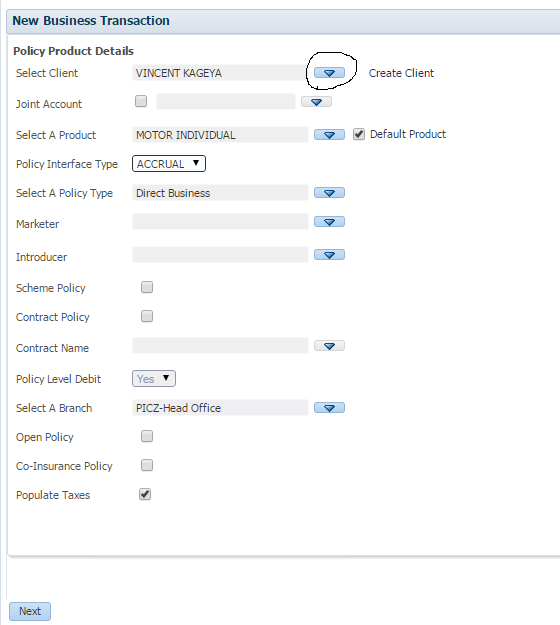 New Business Transaction
Policy Product Details
Select Client VINCENT KAGEYA Create Client
Joint Account
Select A Product MOTOR INDIVIDUAL Default Product
Policy Interface Type ACCRUAL
Select A Policy Type Direct Business
Marketer
Introducer
Scheme Policy
Contract Policy
Contract Name
Policy Level Debit Yes
Select A Branch PICZ-Head Office
Open Policy
Co-Insurance Policy
Populate Taxes
Next